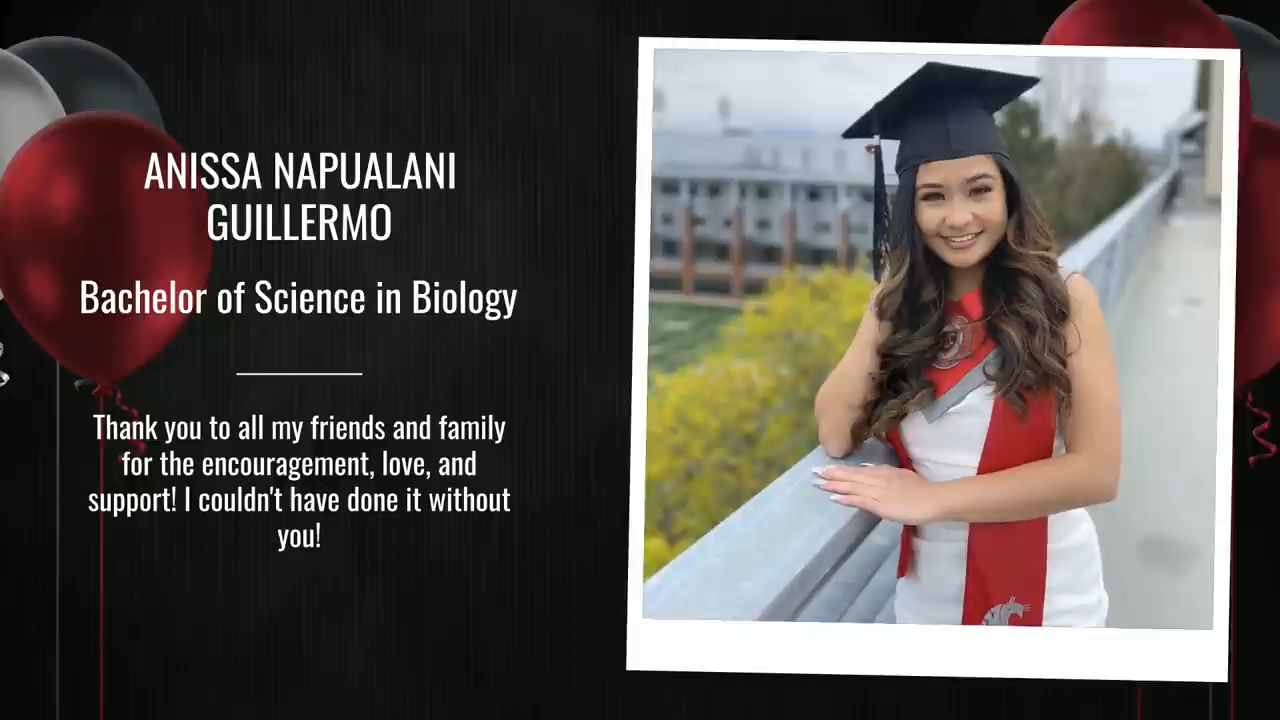 ANISSA NAPUALANI
GUILLERMO
Bachelor of Science in Biology
Thank you to all my friends and family
for the encouragement, love, and
support! I couldn't have done it without
you!